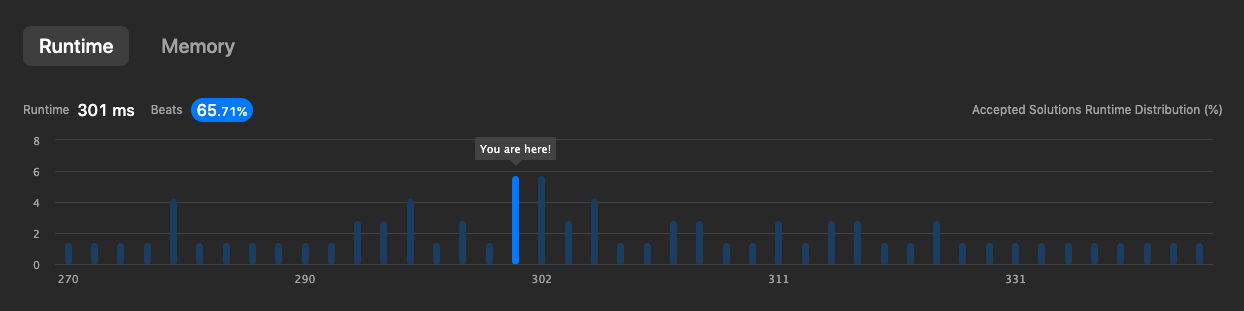 Runtime Memory
Runtime 301 ms Beats 65.71% Accepted Solutions Runtime Distribution (%)
You are here!
8
6
4
2
0
270 290 302 311 331